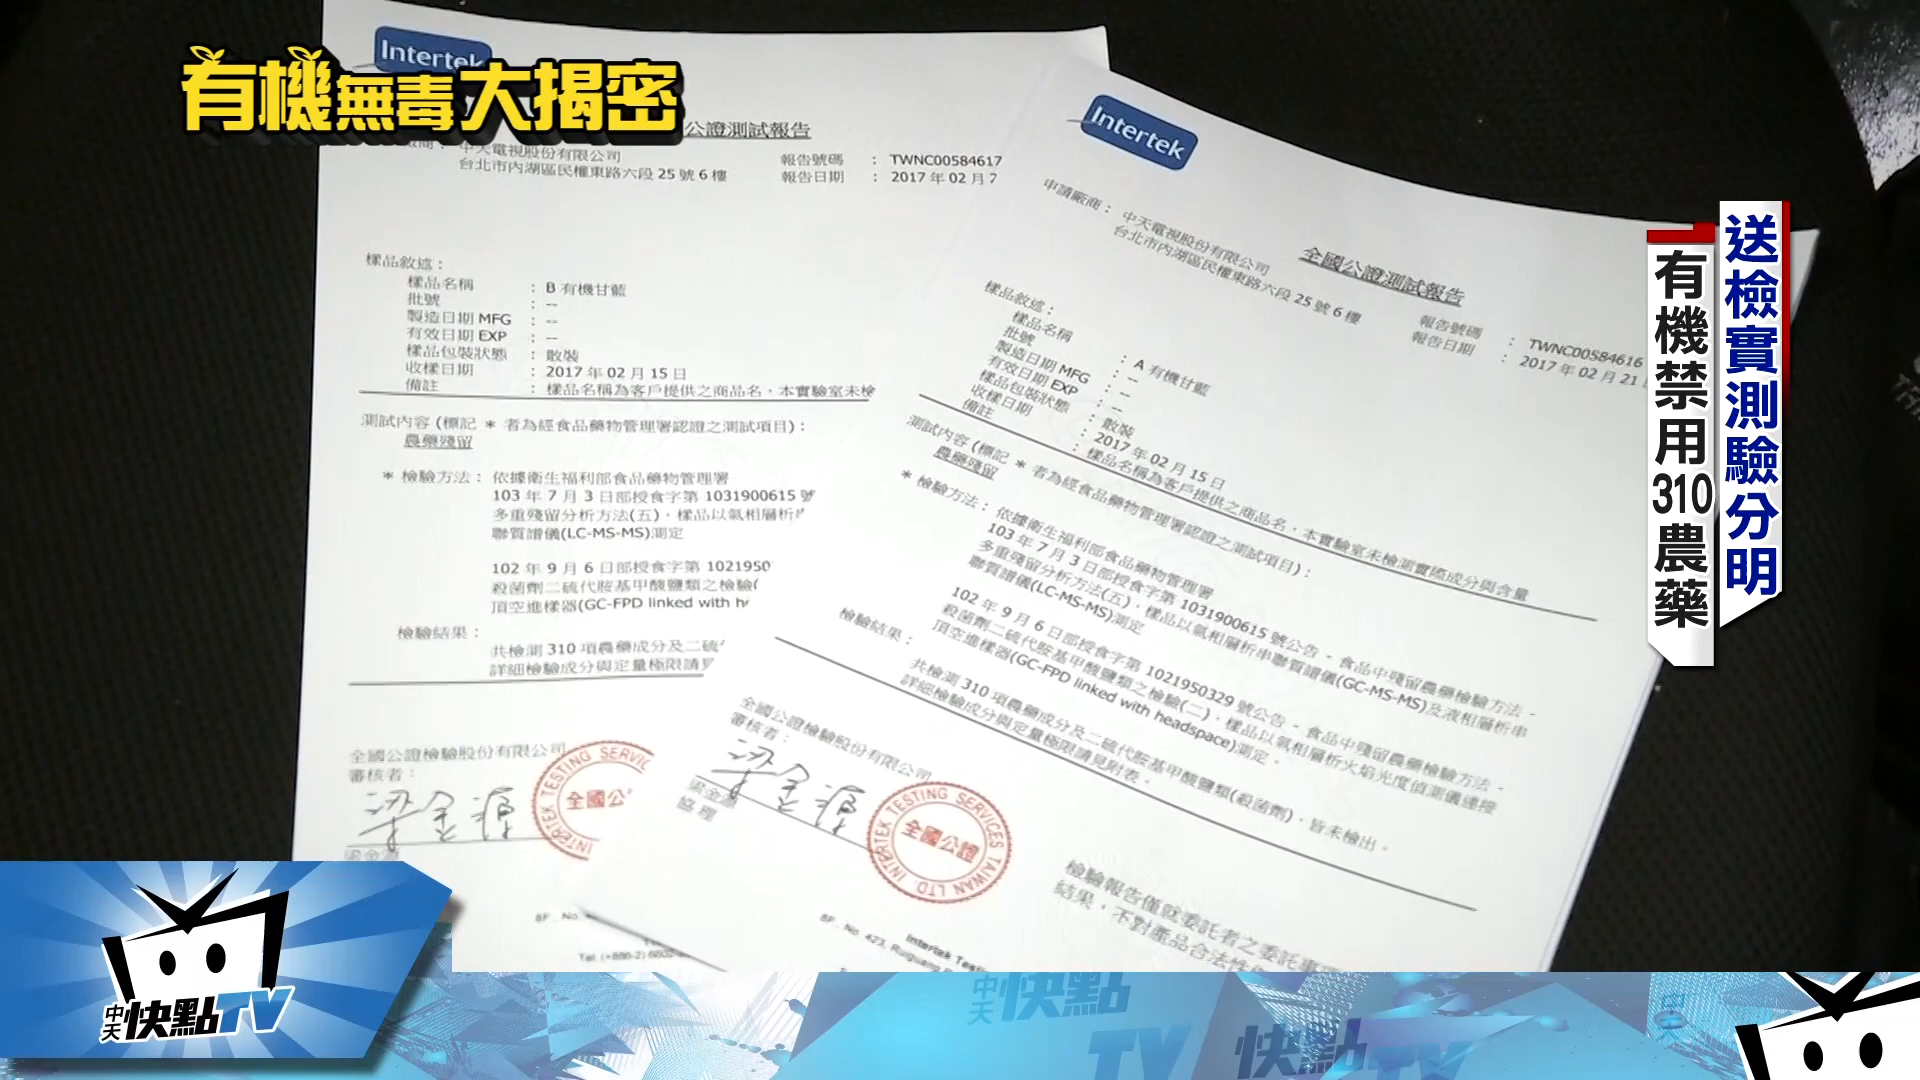 有機無毒大揭密
送檢實測驗分明
有機禁用310農藥
Intertek
公證測試報告
中天電視股份有限公司
台北市內湖區民權東路六段 25 號 6 樓
報告號碼 : TWNC00584617
報告日期 : 2017 年 02 月
樣品敘述:
樣品名稱 : B 有機甘藍
批號 : --
製造日期 MFG : --
有效日期 EXP : --
樣品包裝狀態 : 散裝
收樣日期 : 2017 年 02 月 15 日
備註 : 樣品名稱為客戶提供之商品名,本實驗室未檢
測試內容 (標記 * 者為經食品藥物管理署認證之測試項目):
農藥殘留
* 檢驗方法: 依據衛生福利部食品藥物管理署
103 年 7 月 3 日部授食字第 1031900615 號
多重殘留分析方法(五),樣品以氣相層析
聯質譜儀(LC-MS-MS)測定
102 年 9 月 6 日部授食字第 1021950
殺菌劑二硫代胺基甲酸鹽類之檢驗(
頂空進樣器(GC-FPD linked with
檢驗結果:
共檢測 310 項農藥成分及二硫
詳細檢驗成分與定量極限請見
全國公證檢驗股份有限公司
審核者:
INTERTEK TESTING SERVIC
全國公
8F., No.
Intertek
全國公證測試報告
申請廠商: 中天電視股份有限公司
台北市內湖區民權東路六段 25 號 6 樓
報告號碼 : TWNC00584616
報告日期 : 2017 年 02 月 21
樣品敘述:
樣品名稱 : A 有機甘藍
批號 : --
製造日期 MFG : --
有效日期 EXP : --
樣品包裝狀態 : 散裝
收樣日期 : 2017 年 02 月 15 日
備註 : 樣品名稱為客戶提供之商品名,本實驗室未檢測實際成分與含量
測試內容 (標記 * 者為經食品藥物管理署認證之測試項目):
農藥殘留
* 檢驗方法: 依據衛生福利部食品藥物管理署
103 年 7 月 3 日部授食字第 1031900615 號公告 - 食品中殘留農藥檢驗方法 -
多重殘留分析方法(五),樣品以氣相層析串聯質譜儀(GC-MS-MS)及液相層析串
聯質譜儀(LC-MS-MS)測定
102 年 9 月 6 日部授食字第 1021950329 號公告 - 食品中殘留農藥檢驗方法 -
殺菌劑二硫代胺基甲酸鹽類之檢驗(二),樣品以氣相層析火焰光度偵測儀連接
頂空進樣器(GC-FPD linked with headspace)測定。
檢驗結果:
共檢測 310 項農藥成分及二硫代胺基甲酸鹽類(殺菌劑),皆未檢出。
詳細檢驗成分與定量極限請見附表。
全國公證檢驗股份有限公司
審核者:
梁金源
協理
INTERTEK TESTING SERVICES TAIWAN LTD.
全國公證
檢驗報告僅就委託者之委託事
結果,不對產品合法性
8F., No. 423, Ruiguang
中天
快點TV
中天
快點
TV
快點TV